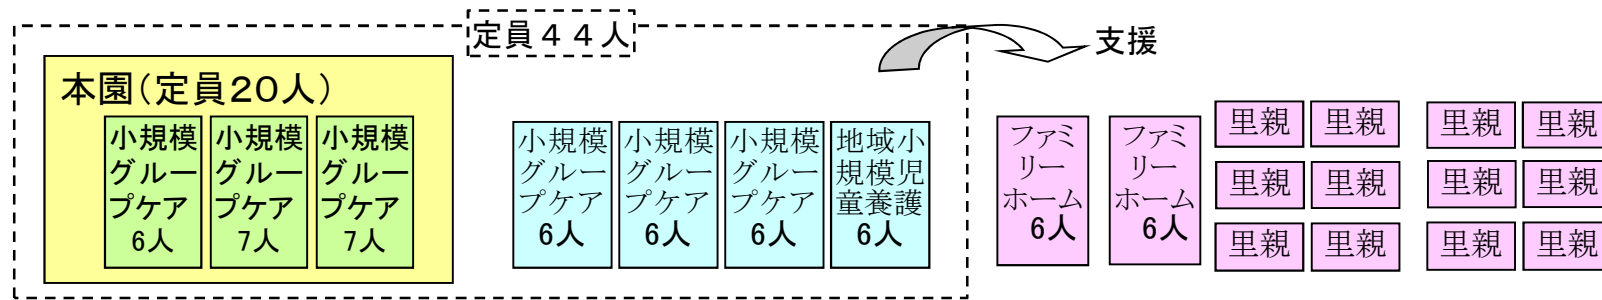 定員４４人
支援
本園(定員20人)
小規模
グルー
プケア
6人
小規模
グルー
プケア
7人
小規模
グルー
プケア
7人
小規模
グルー
プケア
6人
小規模
グルー
プケア
6人
小規模
グルー
プケア
6人
地域小
規模児
童養護
6人
ファミ
リー
ホーム
6人
ファミ
リー
ホーム
6人
里親
里親
里親
里親
里親
里親
里親
里親
里親
里親
里親
里親